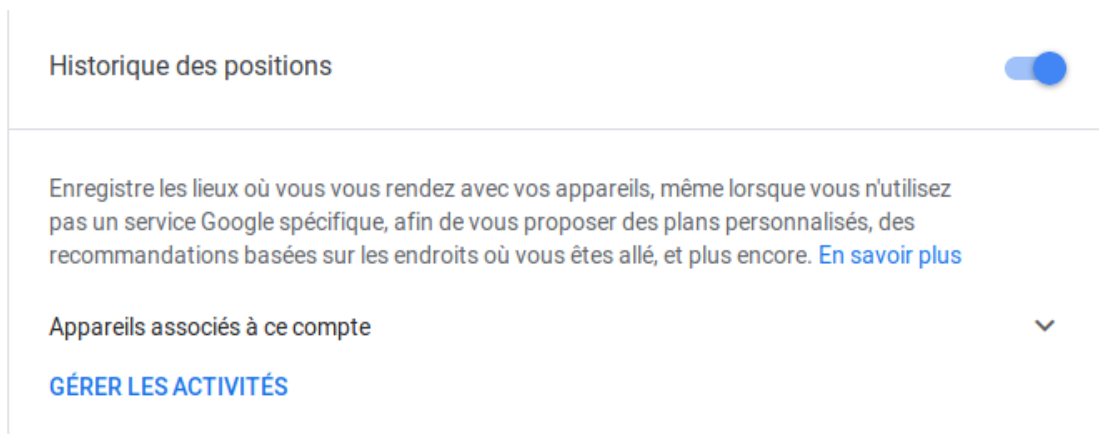 Historique des positions
Enregistre les lieux où vous vous rendez avec vos appareils, même lorsque vous n'utilisez
pas un service Google spécifique, afin de vous proposer des plans personnalisés, des
recommandations basées sur les endroits où vous êtes allé, et plus encore. En savoir plus
Appareils associés à ce compte
GÉRER LES ACTIVITÉS